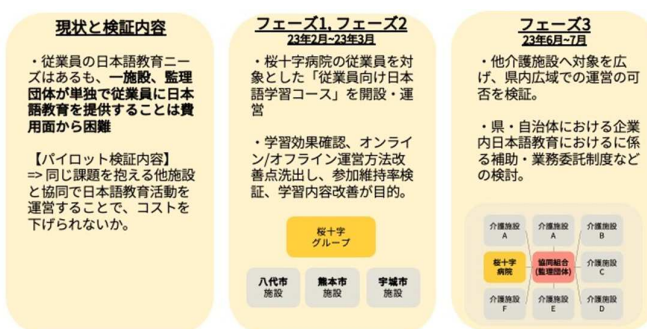 現状と検証内容
・従業員の日本語教育ニー
ズはあるも、一施設、監理
団体が単独で従業員に日本
語教育を提供することは費
用面から困難
【パイロット検証内容】
=> 同じ課題を抱える他施設
と協同で日本語教育活動を
運営することで、コストを
下げられないか。
フェーズ1, フェーズ2
23年2月~23年3月
・桜十字病院の従業員を対
象とした「従業員向け日本
語学習コース」を開設・運
営
・学習効果確認、オンライ
ン/オフライン運営方法改
善点洗出し、参加維持率検
証、学習内容改善が目的。
桜十字
グループ
八代市
施設
熊本市
施設
宇城市
施設
フェーズ3
23年6月~7月
・他介護施設へ対象を広
げ、県内広域での運営の可
否を検証。
・県・自治体における企業
内日本語教育におけるに係
る補助・業務委託制度など
の検討。
介護施設
A
介護施設
A
介護施設
B
桜十字
病院
協同組合
(監理団体)
介護施設
C
介護施設
F
介護施設
E
介護施設
D